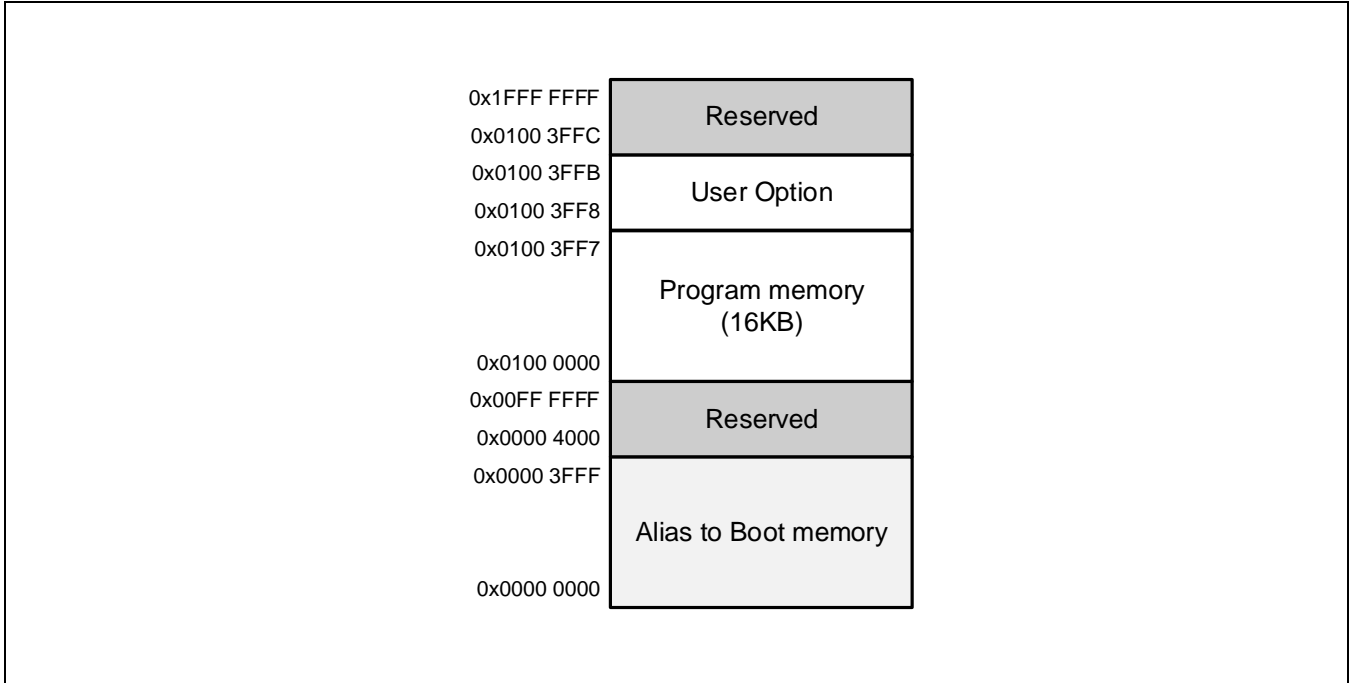 0x1FFF FFFF
Reserved
0x0100 3FFC
0x0100 3FFB
User Option
0x0100 3FF8
0x0100 3FF7
Program memory
(16KB)
0x0100 0000
0x00FF FFFF
Reserved
0x0000 4000
0x0000 3FFF
Alias to Boot memory
0x0000 0000